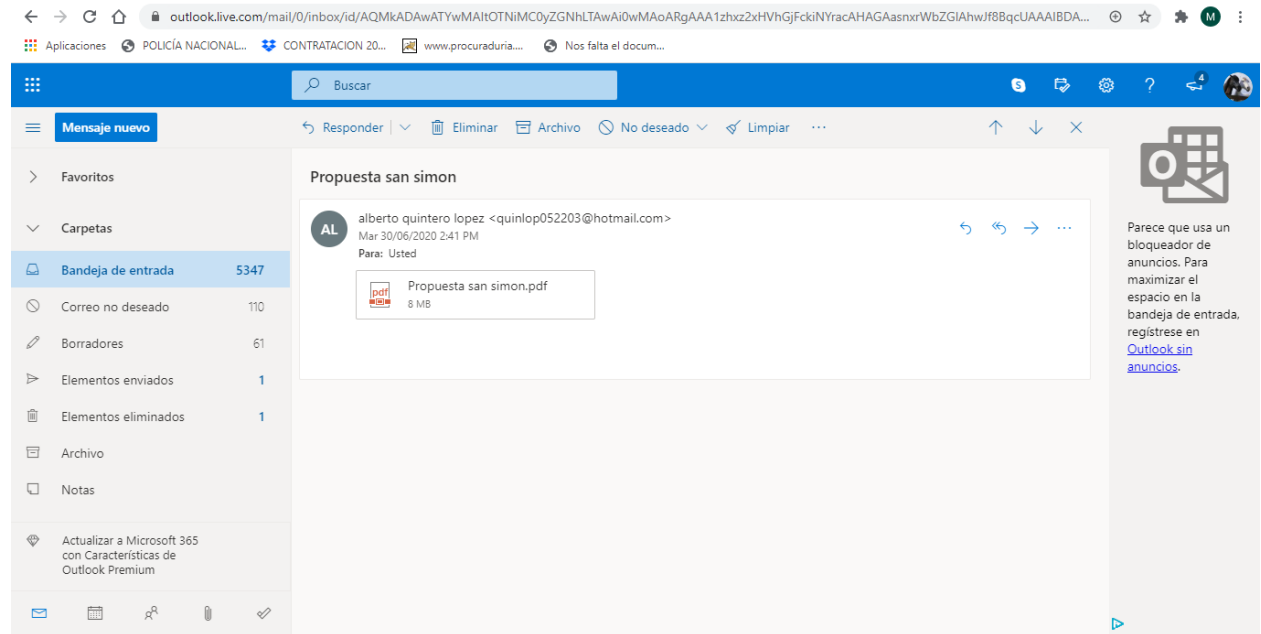 outlook.live.com/mail/0/inbox/id/AQMkADAwATYwMAItOTNiMC0yZGNhLTAwAi0wMAoARgAAA1zhxz2xHVhGjFckiNYracAHAGAasnxrWbZGIAhwJf8BqcUAAAIBDA...
M
Aplicaciones POLICÍA NACIONAL... CONTRATACION 20... www.procuraduria.... Nos falta el docum...
Buscar
S
?
4
Mensaje nuevo
Responder Eliminar Archivo No deseado Limpiar ...
Favoritos
Carpetas
Bandeja de entrada 5347
Correo no deseado 110
Borradores 61
Elementos enviados 1
Elementos eliminados 1
Archivo
Notas
Actualizar a Microsoft 365
con Características de
Outlook Premium
Propuesta san simon
AL
alberto quintero lopez <quinlop052203@hotmail.com>
Mar 30/06/2020 2:41 PM
Para: Usted
pdf
Propuesta san simon.pdf
8 MB
Parece que usa un
bloqueador de
anuncios. Para
maximizar el
espacio en la
bandeja de entrada,
regístrese en
Outlook sin
anuncios.